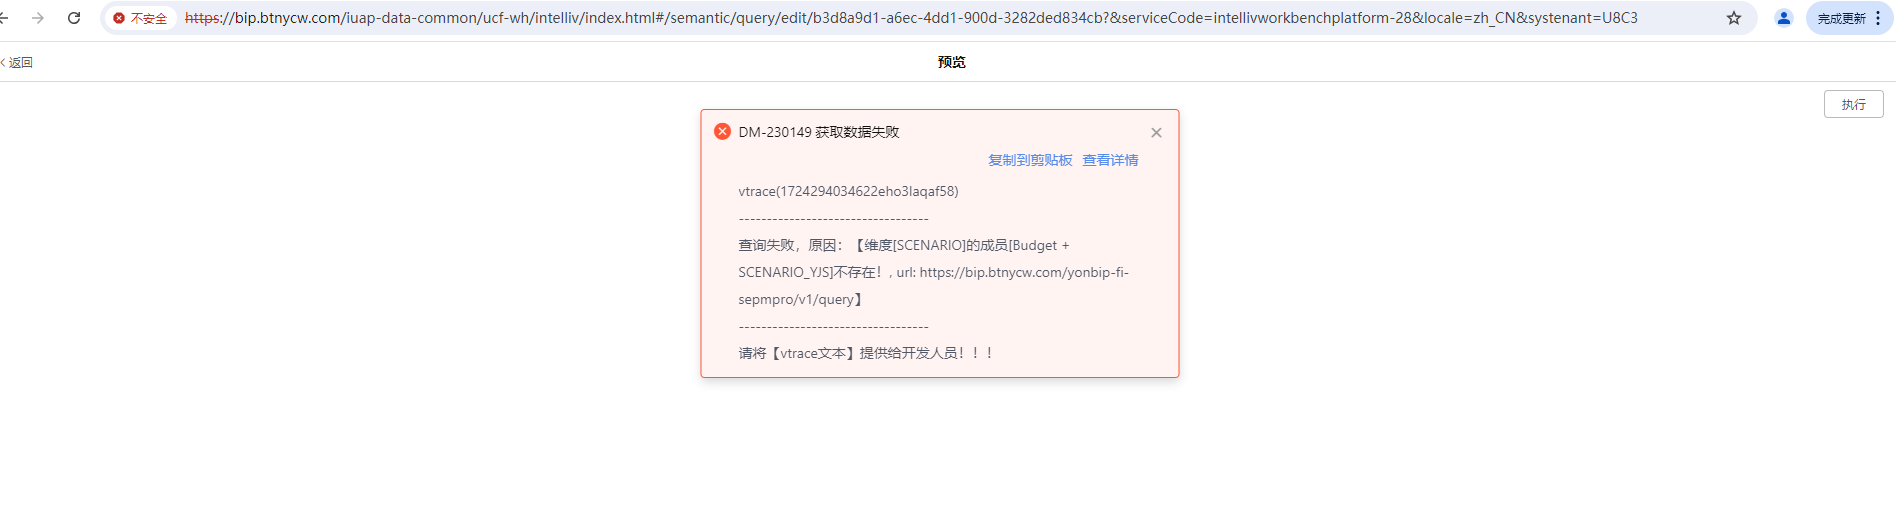 不安全
https://bip.btnycw.com/iuap-data-common/ucf-wh/intelliv/index.html#/semantic/query/edit/b3d8a9d1-a6ec-4dd1-900d-3282ded834cb?&serviceCode=intellivworkbenchplatform-28&locale=zh_CN&systenant=U8C3
完成更新
返回
预览
执行
DM-230149 获取数据失败
复制到剪贴板 查看详情
vtrace(1724294034622eho3laqaf58)
----------------------------------
查询失败，原因：【维度[SCENARIO]的成员[Budget +
SCENARIO_YJS]不存在！, url: https://bip.btnycw.com/yonbip-fi-
sepmpro/v1/query】
----------------------------------
请将【vtrace文本】提供给开发人员！！！